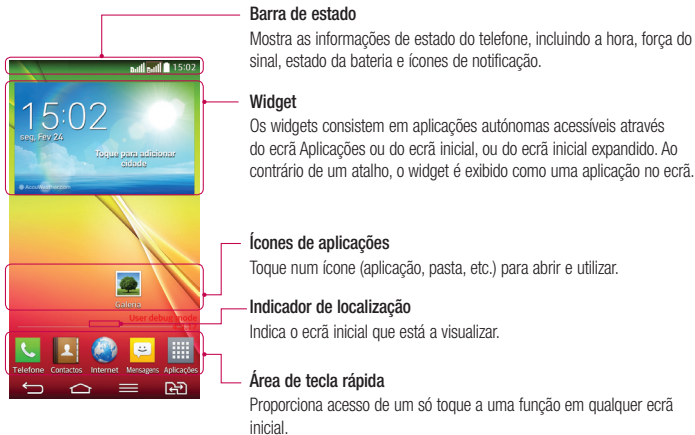 Barra de estado
Mostra as informações de estado do telefone, incluindo a hora, força do
sinal, estado da bateria e ícones de notificação.
15:02
Widget
Os widgets consistem em aplicações autónomas acessíveis através
do ecrã Aplicações ou do ecrã inicial, ou do ecrã inicial expandido. Ao
contrário de um atalho, o widget é exibido como uma aplicação no ecrã.
15:02
seg, Fev 24
Toque para adicionar
cidade
AccuWeather.com
Ícones de aplicações
Toque num ícone (aplicação, pasta, etc.) para abrir e utilizar.
Galeria
Indicador de localização
Indica o ecrã inicial que está a visualizar.
User debug mode
Telefone Contactos Internet Mensagens Aplicações
Área de tecla rápida
Proporciona acesso de um só toque a uma função em qualquer ecrã
inicial.